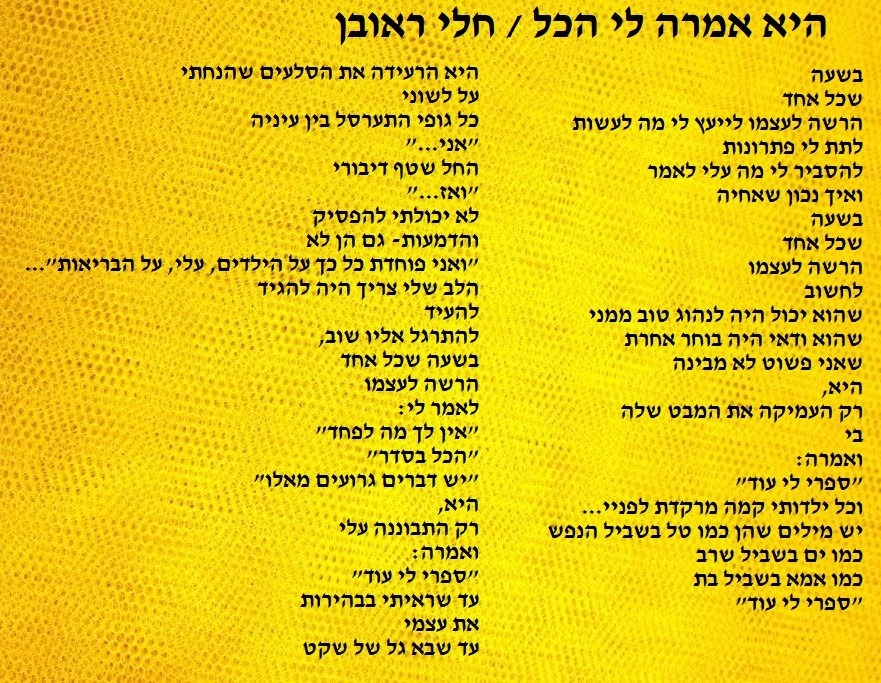 היא אמרה לי הכל / חלי ראובן
בשעה
שכל אחד
הרשה לעצמו לייעץ לי מה לעשות
לתת לי פתרונות
להסביר לי מה עלי לאמר
ואיך נכון שאחיה
בשעה
שכל אחד
הרשה לעצמו
לחשוב
שהוא יכול היה לנהוג טוב ממני
שהוא ודאי היה בוחר אחרת
שאני פשוט לא מבינה
היא,
רק העמיקה את המבט שלה
בי
ואמרה:
"ספרי לי עוד"
וכל ילדותי קמה מרקדת לפניי...
יש מילים שהן כמו טל בשביל הנפש
כמו ים בשביל שרב
כמו אמא בשביל בת
"ספרי לי עוד"
היא הרעידה את הסלעים שהנחתי
על לשוני
כל גופי התערסל בין עיניה
"אני..."
החל שטף דיבורי
"ואז..."
לא יכולתי להפסיק
והדמעות- גם הן לא
"ואני פוחדת כל כך על הילדים, עלי, על הבריאות"...
הלב שלי צריך היה להגיד
להעיד
להתרגל אליו שוב,
בשעה שכל אחד
הרשה לעצמו
לאמר לי:
"אין לך מה לפחד"
"הכל בסדר"
"יש דברים גרועים מאלו"
היא,
רק התבוננה עלי
ואמרה:
"ספרי לי עוד"
עד שראיתי בבהירות
את עצמי
עד שבא גל של שקט